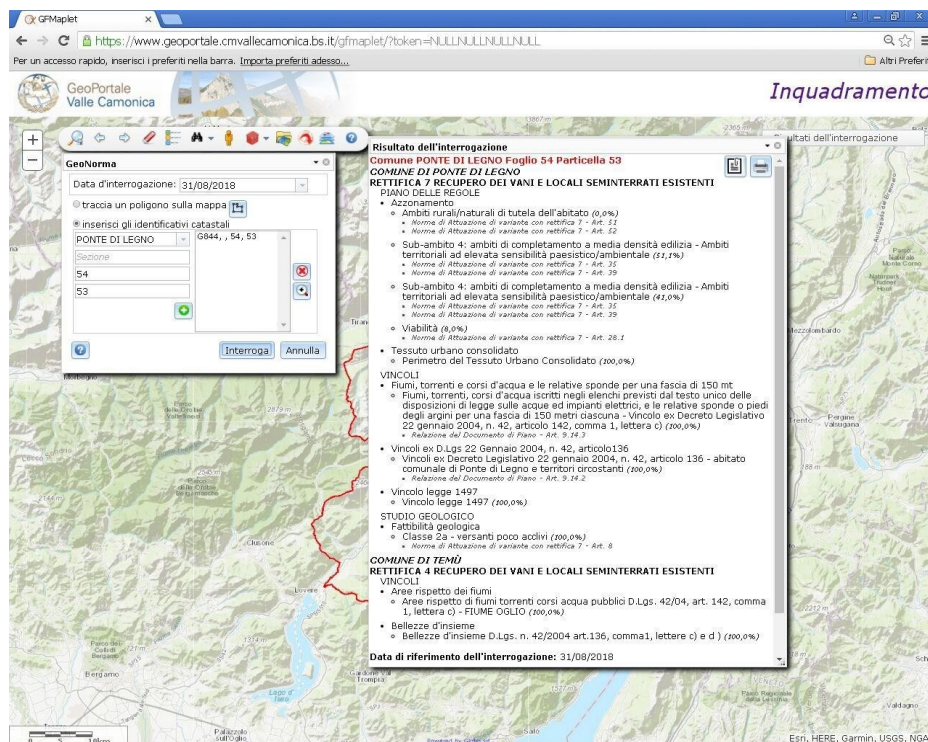 GFMaplet
https://www.geoportale.cmvallecamonica.bs.it/gfmaplet/?token=NULLNULLNULLNULL
Per un accesso rapido, inserisci i preferiti nella barra. Importa preferiti adesso...
Altri Preferiti
GeoPortale
Valle Camonica
Inquadramento
GeoNorma
Data d'interrogazione: 31/08/2018
traccia un poligono sulla mappa
inserisci gli identificativi catastali
PONTE DI LEGNO
G844, , 54, 53
Sezione
54
53
Interroga
Annulla
Risultato dell'interrogazione
Comune PONTE DI LEGNO Foglio 54 Particella 53
COMUNE DI PONTE DI LEGNO
RETTIFICA 7 RECUPERO DEI VANI E LOCALI SEMINTERRATI ESISTENTI
PIANO DELLE REGOLE
• Azzonamento
Ambiti rurali/naturali di tutela dell'abitato (0,0%)
• Norme di Attuazione di variante con rettifica 7 - Art. 51
• Norme di Attuazione di variante con rettifica 7 - Art. 52
Sub-ambito 4: ambiti di completamento a media densità edilizia - Ambiti
territoriali ad elevata sensibilità paesistico/ambientale (51,1%)
• Norme di Attuazione di variante con rettifica 7 - Art. 35
• Norme di Attuazione di variante con rettifica 7 - Art. 39
Sub-ambito 4: ambiti di completamento a media densità edilizia - Ambiti
territoriali ad elevata sensibilità paesistico/ambientale (41,0%)
• Norme di Attuazione di variante con rettifica 7 - Art. 35
• Norme di Attuazione di variante con rettifica 7 - Art. 39
Viabilità (8,0%)
• Norme di Attuazione di variante con rettifica 7 - Art. 28.1
• Tessuto urbano consolidato
Perimetro del Tessuto Urbano Consolidato (100,0%)
VINCOLI
• Fiumi, torrenti e corsi d'acqua e le relative sponde per una fascia di 150 mt
Fiumi, torrenti, corsi d'acqua iscritti negli elenchi previsti dal testo unico delle
disposizioni di legge sulle acque ed impianti elettrici, e le relative sponde o piedi
degli argini per una fascia di 150 metri ciascuna - Vincolo ex Decreto Legislativo
22 gennaio 2004, n. 42, articolo 142, comma 1, lettera c) (100,0%)
• Relazione del Documento di Piano - Art. 9.14.3
• Vincoli ex D.Lgs 22 Gennaio 2004, n. 42, articolo136
Vincoli ex Decreto Legislativo 22 gennaio 2004, n. 42, articolo 136 - abitato
comunale di Ponte di Legno e territori circostanti (100,0%)
• Relazione del Documento di Piano - Art. 9.14.2
• Vincolo legge 1497
Vincolo legge 1497 (100,0%)
STUDIO GEOLOGICO
• Fattibilità geologica
Classe 2a - versanti poco acclivi (100,0%)
• Norme di Attuazione di variante con rettifica 7 - Art. 8
COMUNE DI TEMÙ
RETTIFICA 4 RECUPERO DEI VANI E LOCALI SEMINTERRATI ESISTENTI
VINCOLI
• Aree rispetto dei fiumi
Aree rispetto di fiumi torrenti corsi acqua pubblici D.Lgs. 42/04, art. 142, comma
1, lettera c) - FIUME OGLIO (100,0%)
• Bellezze d'insieme
Bellezze d'insieme D.Lgs. n. 42/2004 art.136, comma1, lettere c) e d ) (100,0%)
Data di riferimento dell'interrogazione: 31/08/2018
ultati dell'interrogazione
Mezzolombardo
Pergine
Valsugana
Morbegno
2879 m
2545 m
Clusone
Lovere
1314 m
Bergamo
Lago d'
Iseo
Gardone Val
Trompia
Palazzolo
sull'Oglio
Salò
1517 m
2212 m
Valdagno
Esri, HERE, Garmin, USGS, NGA